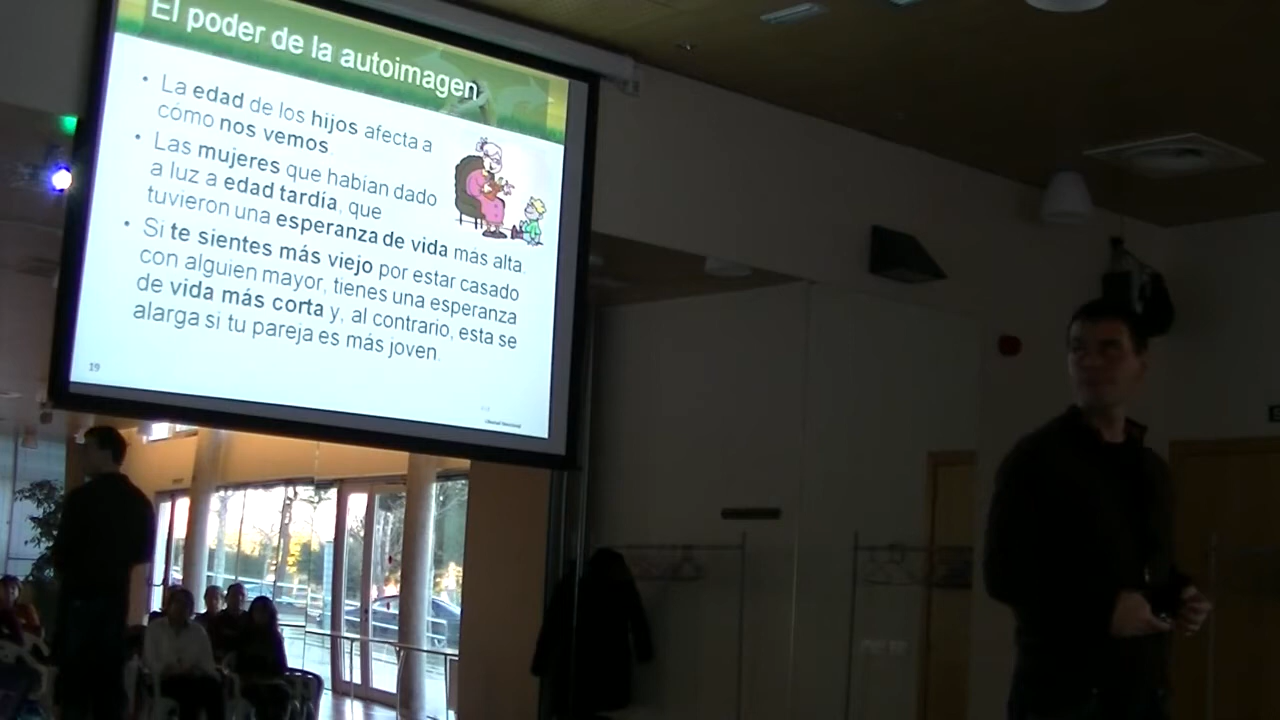 El poder de la autoimagen
• La edad de los hijos afecta a
cómo nos vemos.
• Las mujeres que habían dado
a luz a edad tardía, que
tuvieron una esperanza de vida más alta.
• Si te sientes más viejo por estar casado
con alguien mayor, tienes una esperanza
de vida más corta y, al contrario, esta se
alarga si tu pareja es más joven.
19